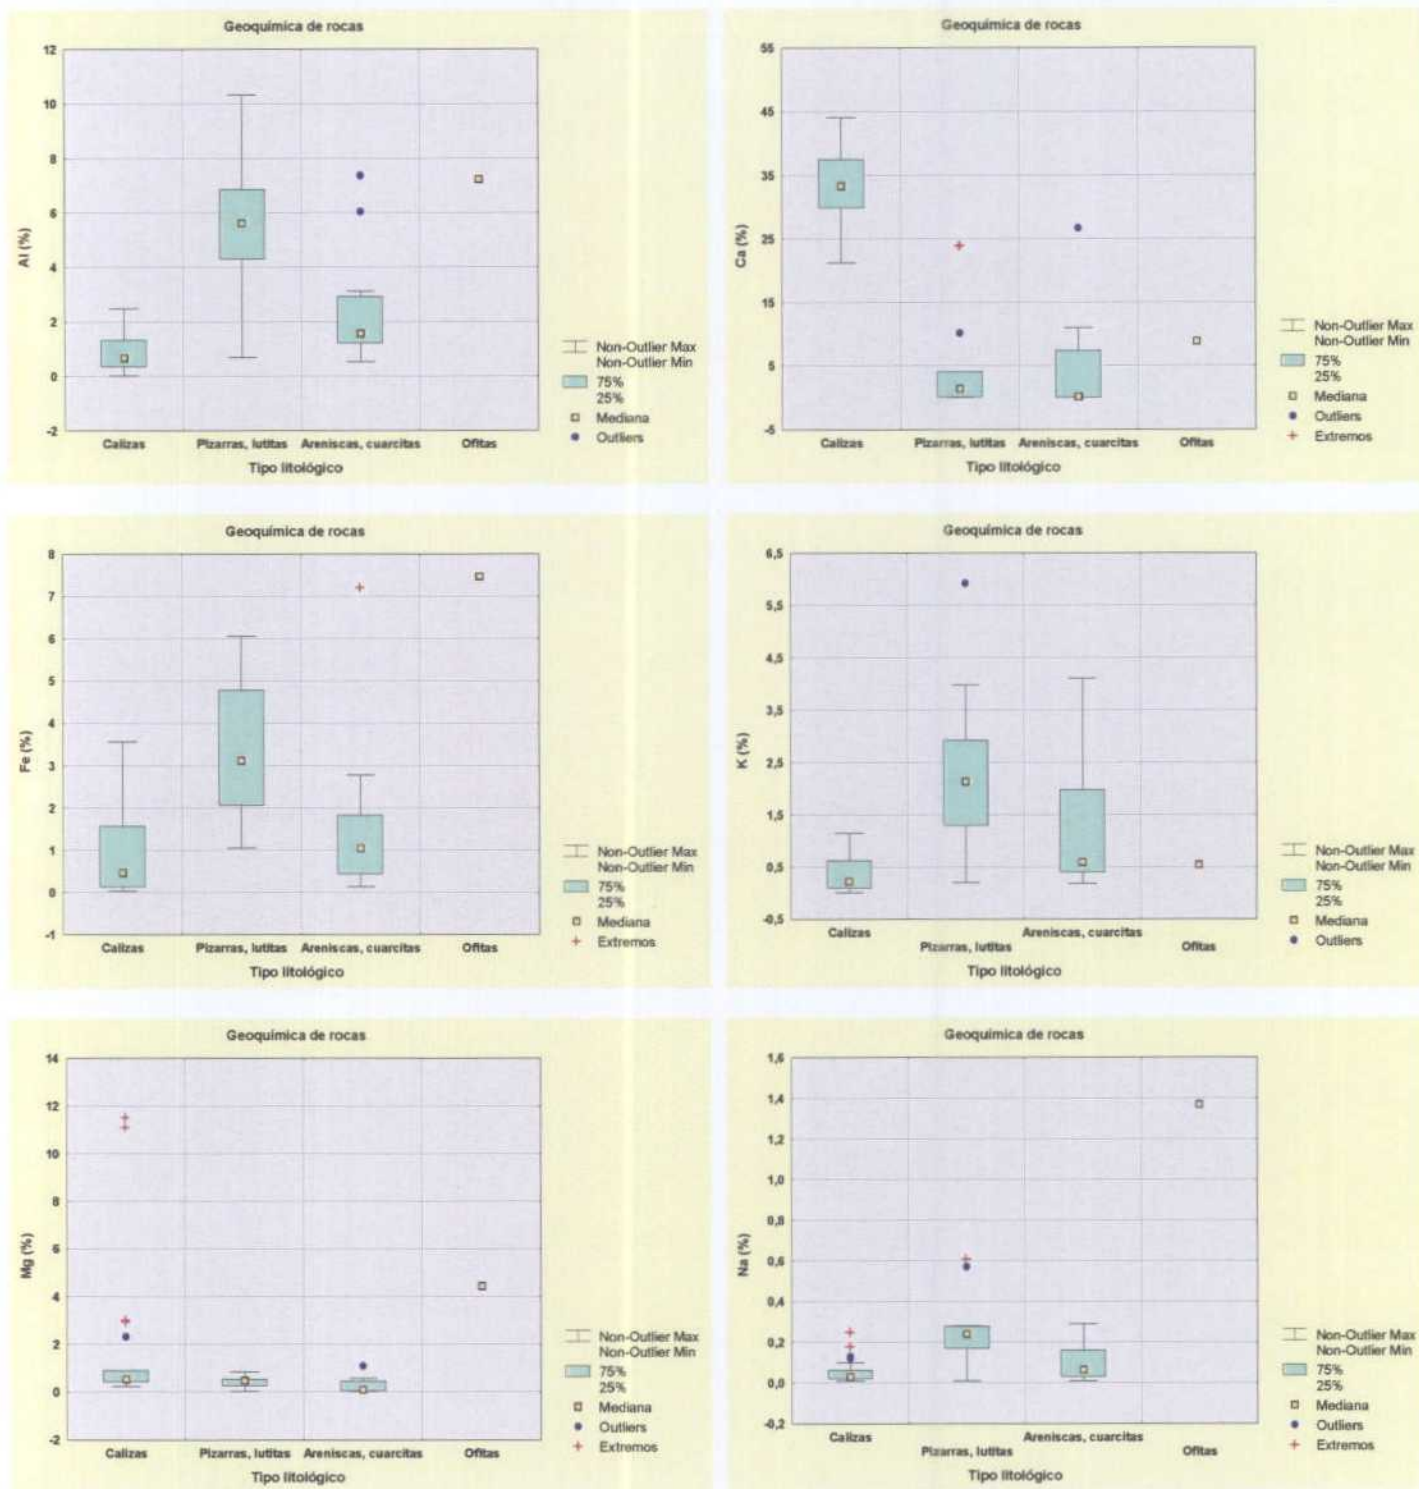 Geoquímica de rocas
Al (%)
12
10
8
6
4
2
0
-2
Calizas
Pizarras, lutitas
Areniscas, cuarcitas
Ofitas
Tipo litológico
Non-Outlier Max
Non-Outlier Min
75%
25%
Mediana
Outliers
Geoquímica de rocas
Ca (%)
55
45
35
25
15
5
-5
Calizas
Pizarras, lutitas
Areniscas, cuarcitas
Ofitas
Tipo litológico
Non-Outlier Max
Non-Outlier Min
75%
25%
Mediana
Outliers
Extremos
Geoquímica de rocas
Fe (%)
8
7
6
5
4
3
2
1
0
-1
Calizas
Pizarras, lutitas
Areniscas, cuarcitas
Ofitas
Tipo litológico
Non-Outlier Max
Non-Outlier Min
75%
25%
Mediana
Extremos
Geoquímica de rocas
K (%)
6,5
5,5
4,5
3,5
2,5
1,5
0,5
-0,5
Calizas
Pizarras, lutitas
Areniscas, cuarcitas
Ofitas
Tipo litológico
Non-Outlier Max
Non-Outlier Min
75%
25%
Mediana
Outliers
Geoquímica de rocas
Mg (%)
14
12
10
8
6
4
2
0
-2
Calizas
Pizarras, lutitas
Areniscas, cuarcitas
Ofitas
Tipo litológico
Non-Outlier Max
Non-Outlier Min
75%
25%
Mediana
Outliers
Extremos
Geoquímica de rocas
Na (%)
1,6
1,4
1,2
1,0
0,8
0,6
0,4
0,2
0,0
-0,2
Calizas
Pizarras, lutitas
Areniscas, cuarcitas
Ofitas
Tipo litológico
Non-Outlier Max
Non-Outlier Min
75%
25%
Mediana
Outliers
Extremos